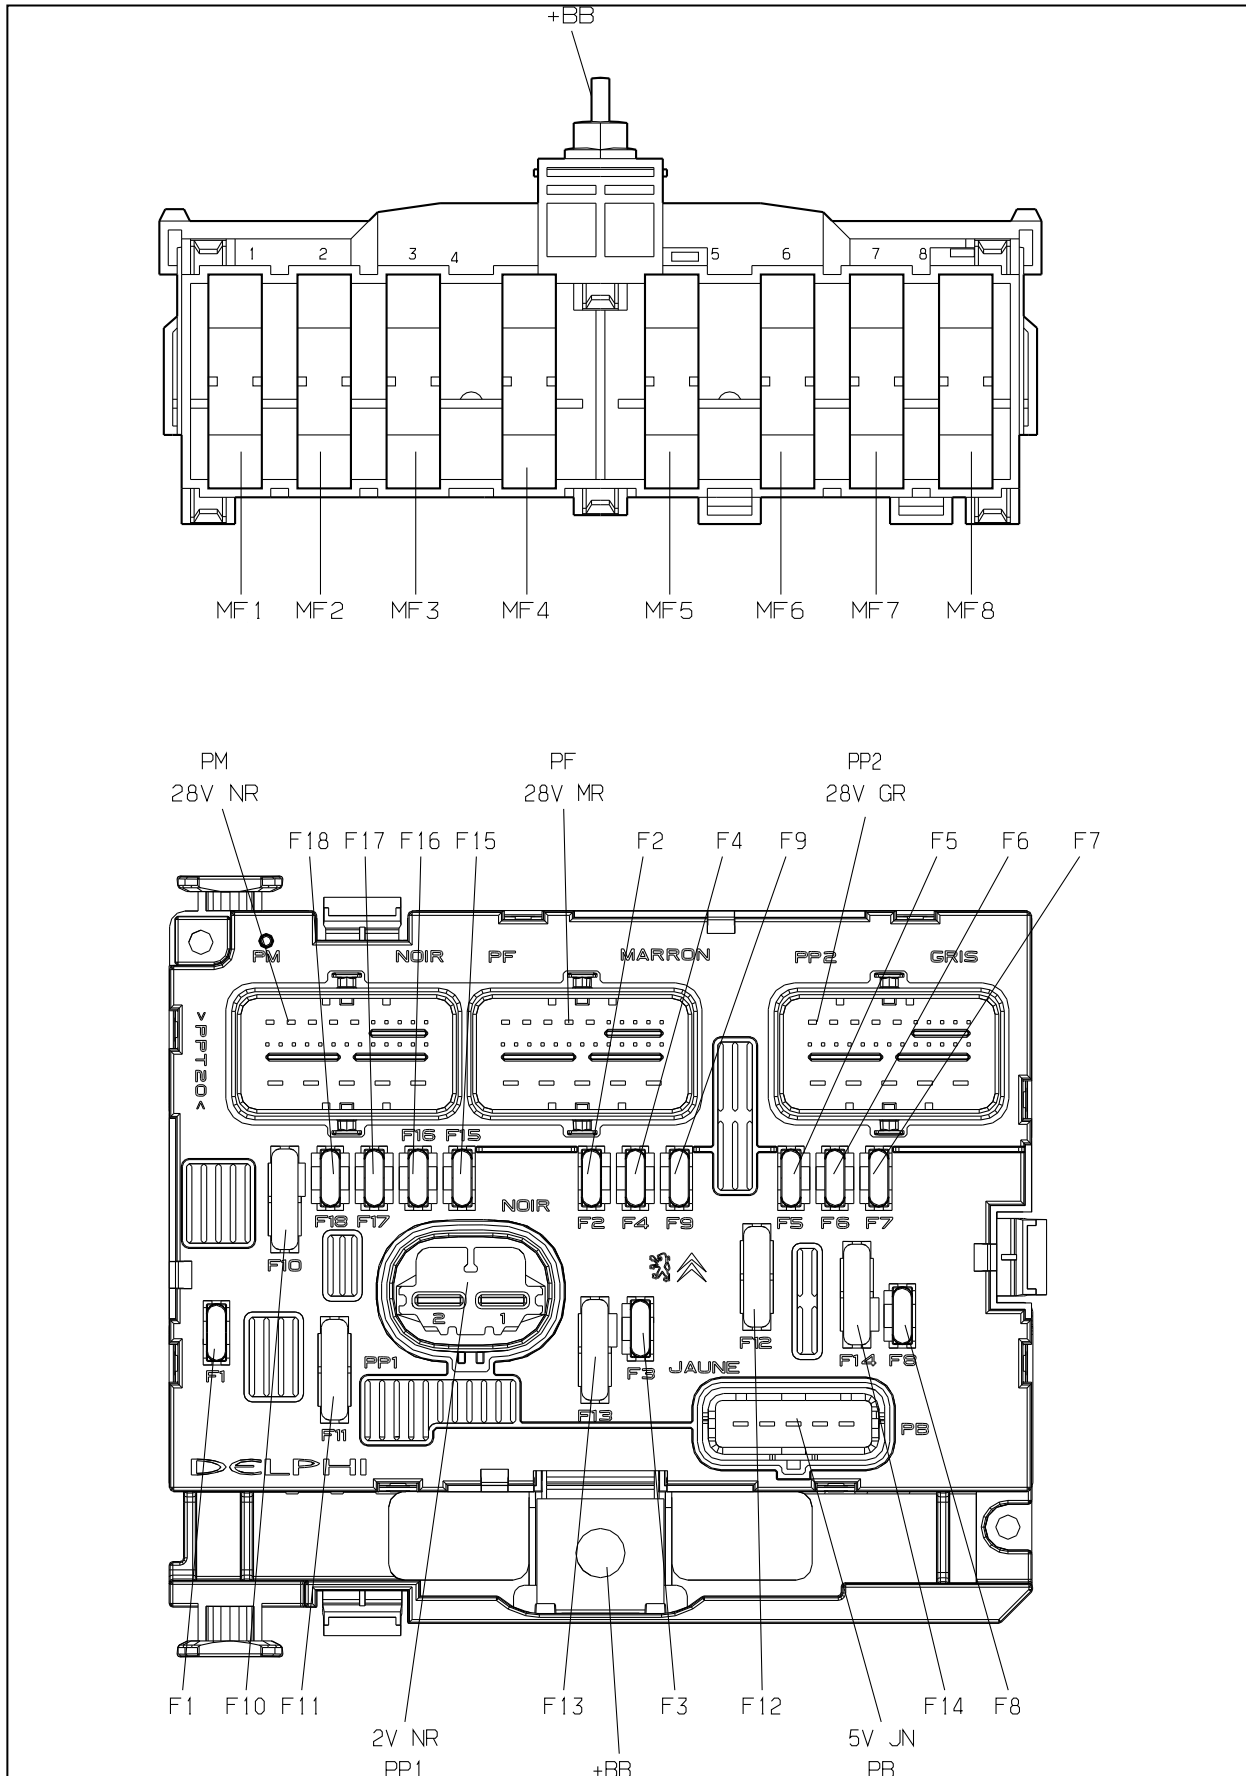 +BB
1 2 3 4 5 6 7 8
MF1 MF2 MF3 MF4 MF5 MF6 MF7 MF8
PM PF PP2
28V NR 28V MR 28V GR
F18 F17 F16 F15 F2 F4 F9 F5 F6 F7
PM NOIR PF MARRON PP2 GRIS
>PPT20<
F16 F15
F18 F17 NOIR F2 F4 F9 F5 F6 F7
F10
2 1
F12
F1 PP1 F3 JAUNE F14 F8
F11 F13 PB
DELPHI
F1 F10 F11 F13 F3 F12 F14 F8
2V NR 5V JN
PP1 +BB PB